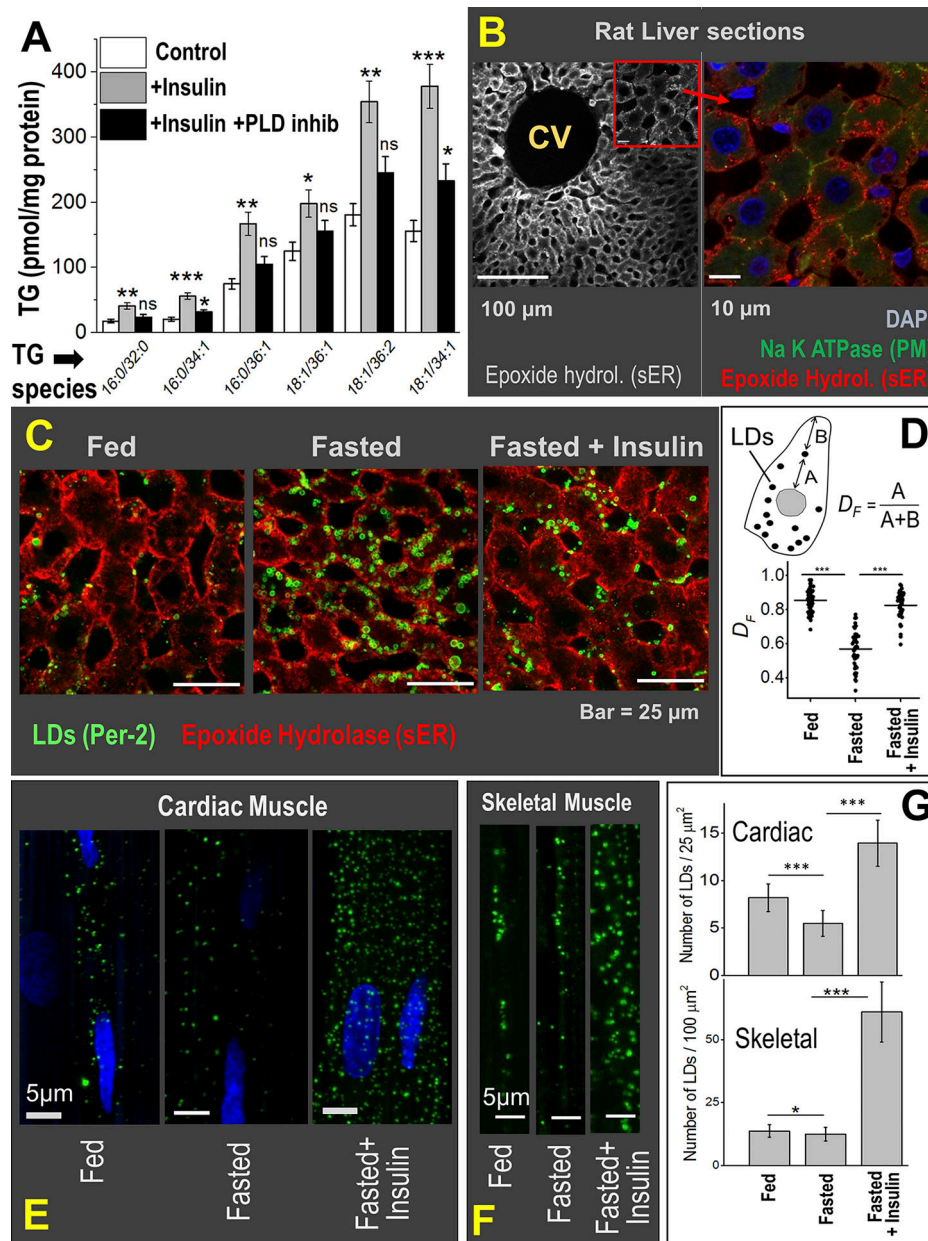 A
Control
+Insulin
+Insulin +PLD inhib
TG (pmol/mg protein)
400
300
200
100
0
**
ns
***
*
**
ns
*
ns
**
ns
***
*
TG
species
16:0/32:0
16:0/34:1
16:0/36:1
18:1/36:1
18:1/36:2
18:1/34:1
B
Rat Liver sections
CV
100 µm
10 µm
DAP
Na K ATPase (PM
Epoxide hydrol. (sER)
Epoxide Hydrol. (sER
C
Fed
Fasted
Fasted + Insulin
Bar = 25 µm
LDs (Per-2)
Epoxide Hydrolase (sER)
D
LDs
B
A
D_F = A
A+B
***
***
D_F
1.0
0.8
0.6
0.4
Fed
Fasted
Fasted
+ Insulin
Cardiac Muscle
5µm
Fed
Fasted
Fasted+
Insulin
E
Skeletal Muscle
5µm
Fed
Fasted
Fasted+
Insulin
F
G
Cardiac
***
***
Number of LDs / 25 µm²
15
10
5
0
Skeletal
***
*
Number of LDs / 100 µm²
50
25
0
Fed
Fasted
Fasted
+ Insulin